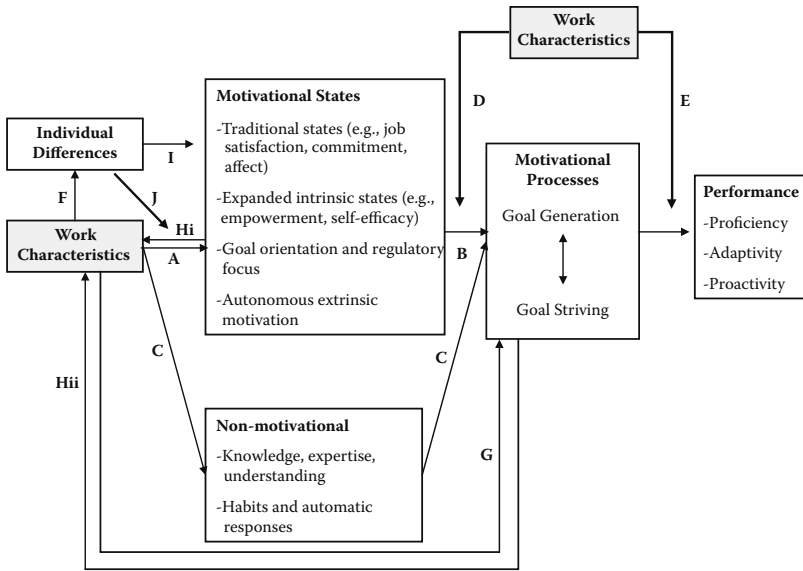 Work
Characteristics
D
E
Motivational States
-Traditional states (e.g., job
satisfaction, commitment,
affect)
-Expanded intrinsic states (e.g.,
empowerment, self-efficacy)
-Goal orientation and regulatory
focus
-Autonomous extrinsic
motivation
Individual
Differences
I
F
J
Hi
A
Work
Characteristics
B
Motivational
Processes
Goal Generation
Goal Striving
Performance
-Proficiency
-Adaptivity
-Proactivity
C
C
Hii
G
Non-motivational
-Knowledge, expertise,
understanding
-Habits and automatic
responses